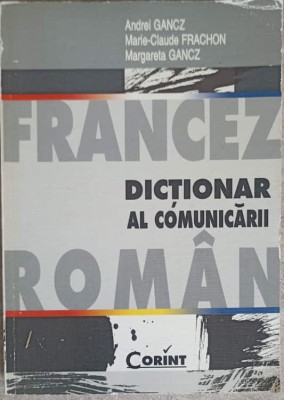 Andrei GANCZ
Marie-Claude FRACHON
Margareta GANCZ
FRANCEZ
DICȚIONAR
AL COMUNICĂRII
ROMÂN
CORINT